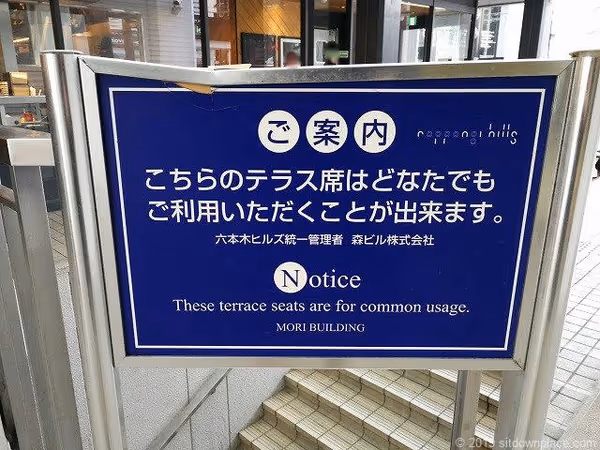 ご案内
roppongi hills
こちらのテラス席はどなたでも
ご利用いただくことが出来ます。
六本木ヒルズ統一管理者 森ビル株式会社
Notice
These terrace seats are for common usage.
MORI BUILDING
© 2019 sitdownplace.com